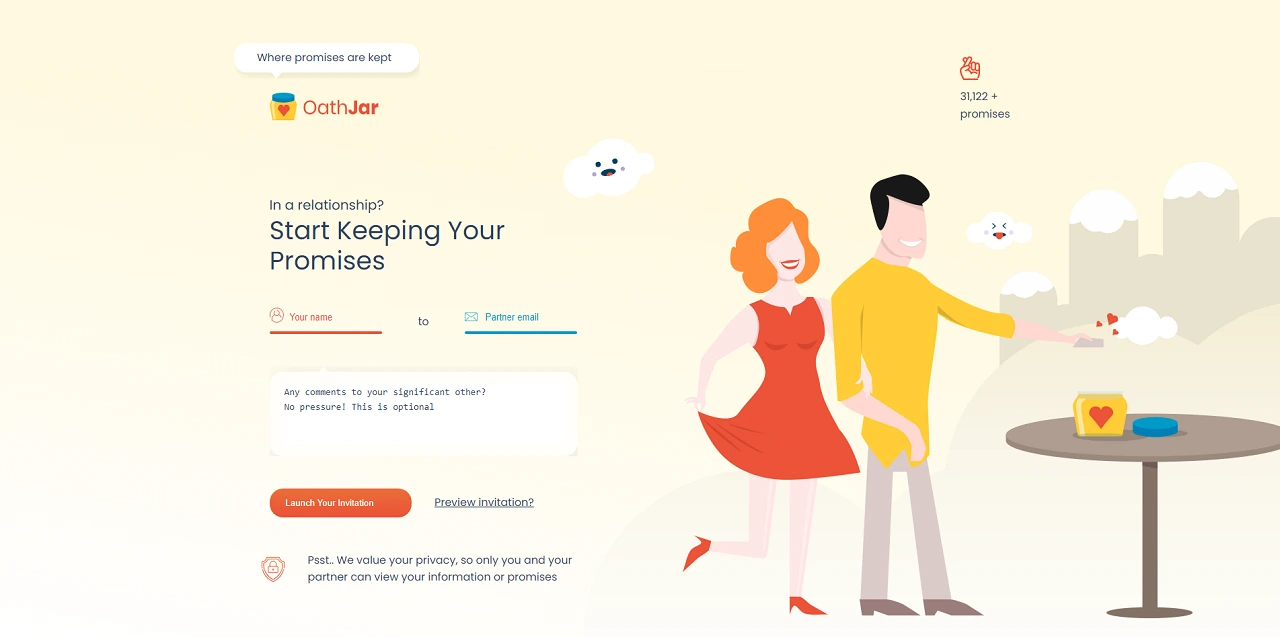 Where promises are kept
OathJar
31,122 +
promises
In a relationship?
Start Keeping Your
Promises
Your name
to
Partner email
Any comments to your significant other?
No pressure! This is optional
Launch Your Invitation
Preview invitation?
Psst.. We value your privacy, so only you and your
partner can view your information or promises